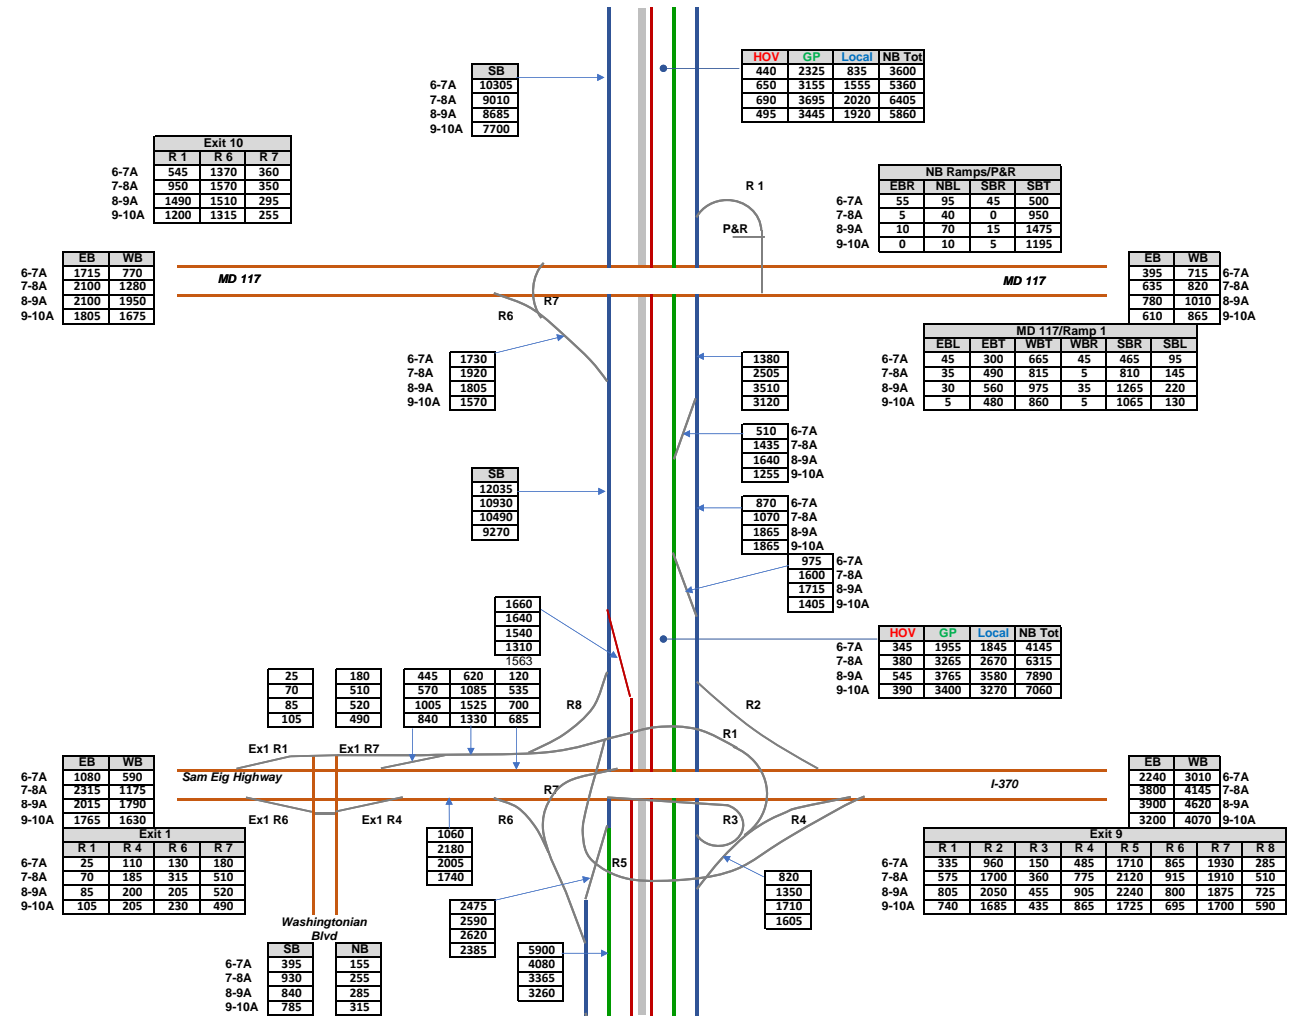 HOV GP Local NB Tot
440 2325 835 3600
650 3155 1555 5360
690 3695 2020 6405
495 3445 1920 5860
SB
6-7A 10305
7-8A 9010
8-9A 8685
9-10A 7700
Exit 10
R 1 R 6 R 7
6-7A 545 1370 360
7-8A 950 1570 350
8-9A 1490 1510 295
9-10A 1200 1315 255
NB Ramps/P&R
EBR NBL SBR SBT
6-7A 55 95 45 500
7-8A 5 40 0 950
8-9A 10 70 15 1475
9-10A 0 10 5 1195
R 1
P&R
EB WB
6-7A 1715 770
7-8A 2100 1280
8-9A 2100 1950
9-10A 1805 1675
MD 117
MD 117
EB WB
395 715 6-7A
635 820 7-8A
780 1010 8-9A
610 865 9-10A
R7
R6
MD 117/Ramp 1
EBL EBT WBT WBR SBR SBL
6-7A 45 300 665 45 465 95
7-8A 35 490 815 5 810 145
8-9A 30 560 975 35 1265 220
9-10A 5 480 860 5 1065 130
6-7A 1730
7-8A 1920
8-9A 1805
9-10A 1570
1380
2505
3510
3120
510 6-7A
1435 7-8A
1640 8-9A
1255 9-10A
SB
12035
10930
10490
9270
870 6-7A
1070 7-8A
1865 8-9A
1865 9-10A
975 6-7A
1600 7-8A
1715 8-9A
1405 9-10A
1660
1640
1540
1310
1563
HOV GP Local NB Tot
6-7A 345 1955 1845 4145
7-8A 380 3265 2670 6315
8-9A 545 3765 3580 7890
9-10A 390 3400 3270 7060
25
70
85
105
180
510
520
490
445 620 120
570 1085 535
1005 1525 700
840 1330 685
R8
R2
R1
Ex1 R1
Ex1 R7
EB WB
6-7A 1080 590
7-8A 2315 1175
8-9A 2015 1790
9-10A 1765 1630
Sam Eig Highway
I-370
EB WB
2240 3010 6-7A
3800 4145 7-8A
3900 4620 8-9A
3200 4070 9-10A
R7
Ex1 R6
Ex1 R4
R6
R3
R4
R5
Exit 1
R 1 R 4 R 6 R 7
6-7A 25 110 130 180
7-8A 70 185 315 510
8-9A 85 200 205 520
9-10A 105 205 230 490
1060
2180
2005
1740
Exit 9
R 1 R 2 R 3 R 4 R 5 R 6 R 7 R 8
6-7A 335 960 150 485 1710 865 1930 285
7-8A 575 1700 360 775 2120 915 1910 510
8-9A 805 2050 455 905 2240 800 1875 725
9-10A 740 1685 435 865 1725 695 1700 590
820
1350
1710
1605
2475
2590
2620
2385
Washingtonian
Blvd
5900
4080
3365
3260
SB NB
6-7A 395 155
7-8A 930 255
8-9A 840 285
9-10A 785 315